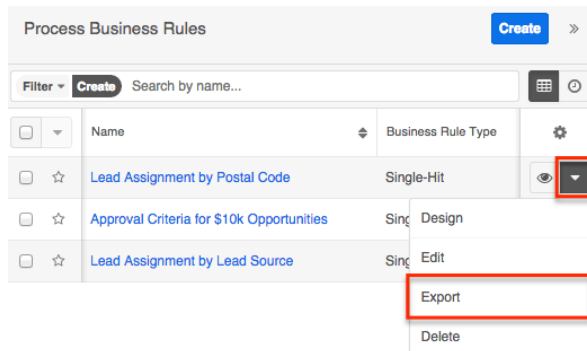 Process Business Rules
Create
Filter Create Search by name...
Name Business Rule Type
Lead Assignment by Postal Code Single-Hit
Approval Criteria for $10k Opportunities Sing
Design
Lead Assignment by Lead Source Sing
Edit
Export
Delete